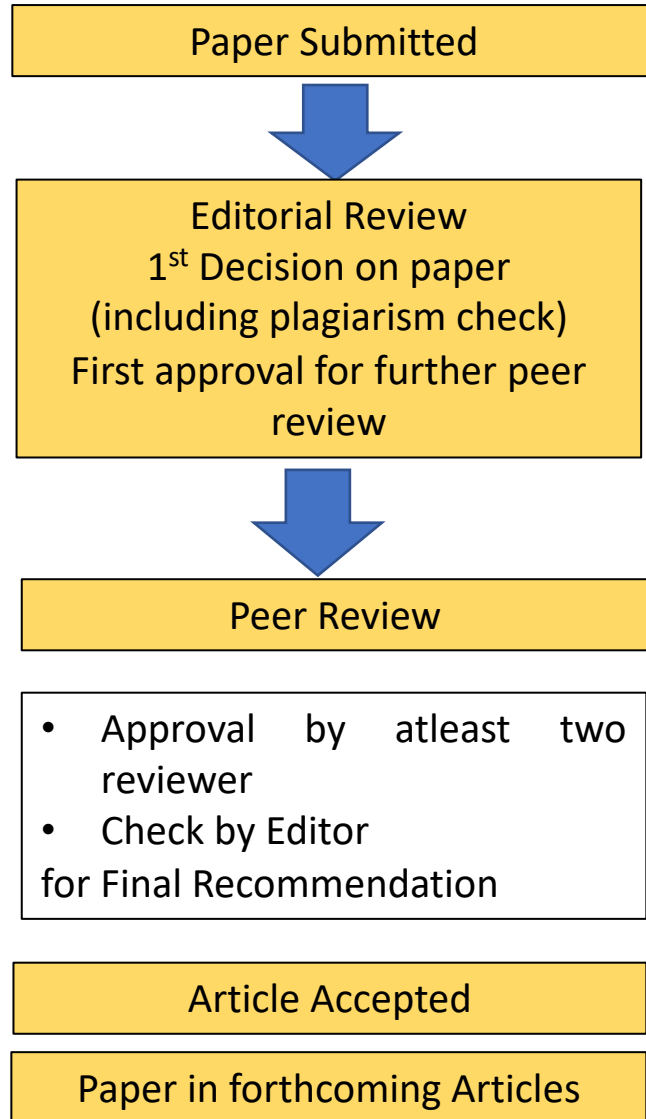 Paper Submitted
Editorial Review
1st Decision on paper
(including plagiarism check)
First approval for further peer
review
Peer Review
• Approval by atleast two
reviewer
• Check by Editor
for Final Recommendation
Article Accepted
Paper in forthcoming Articles